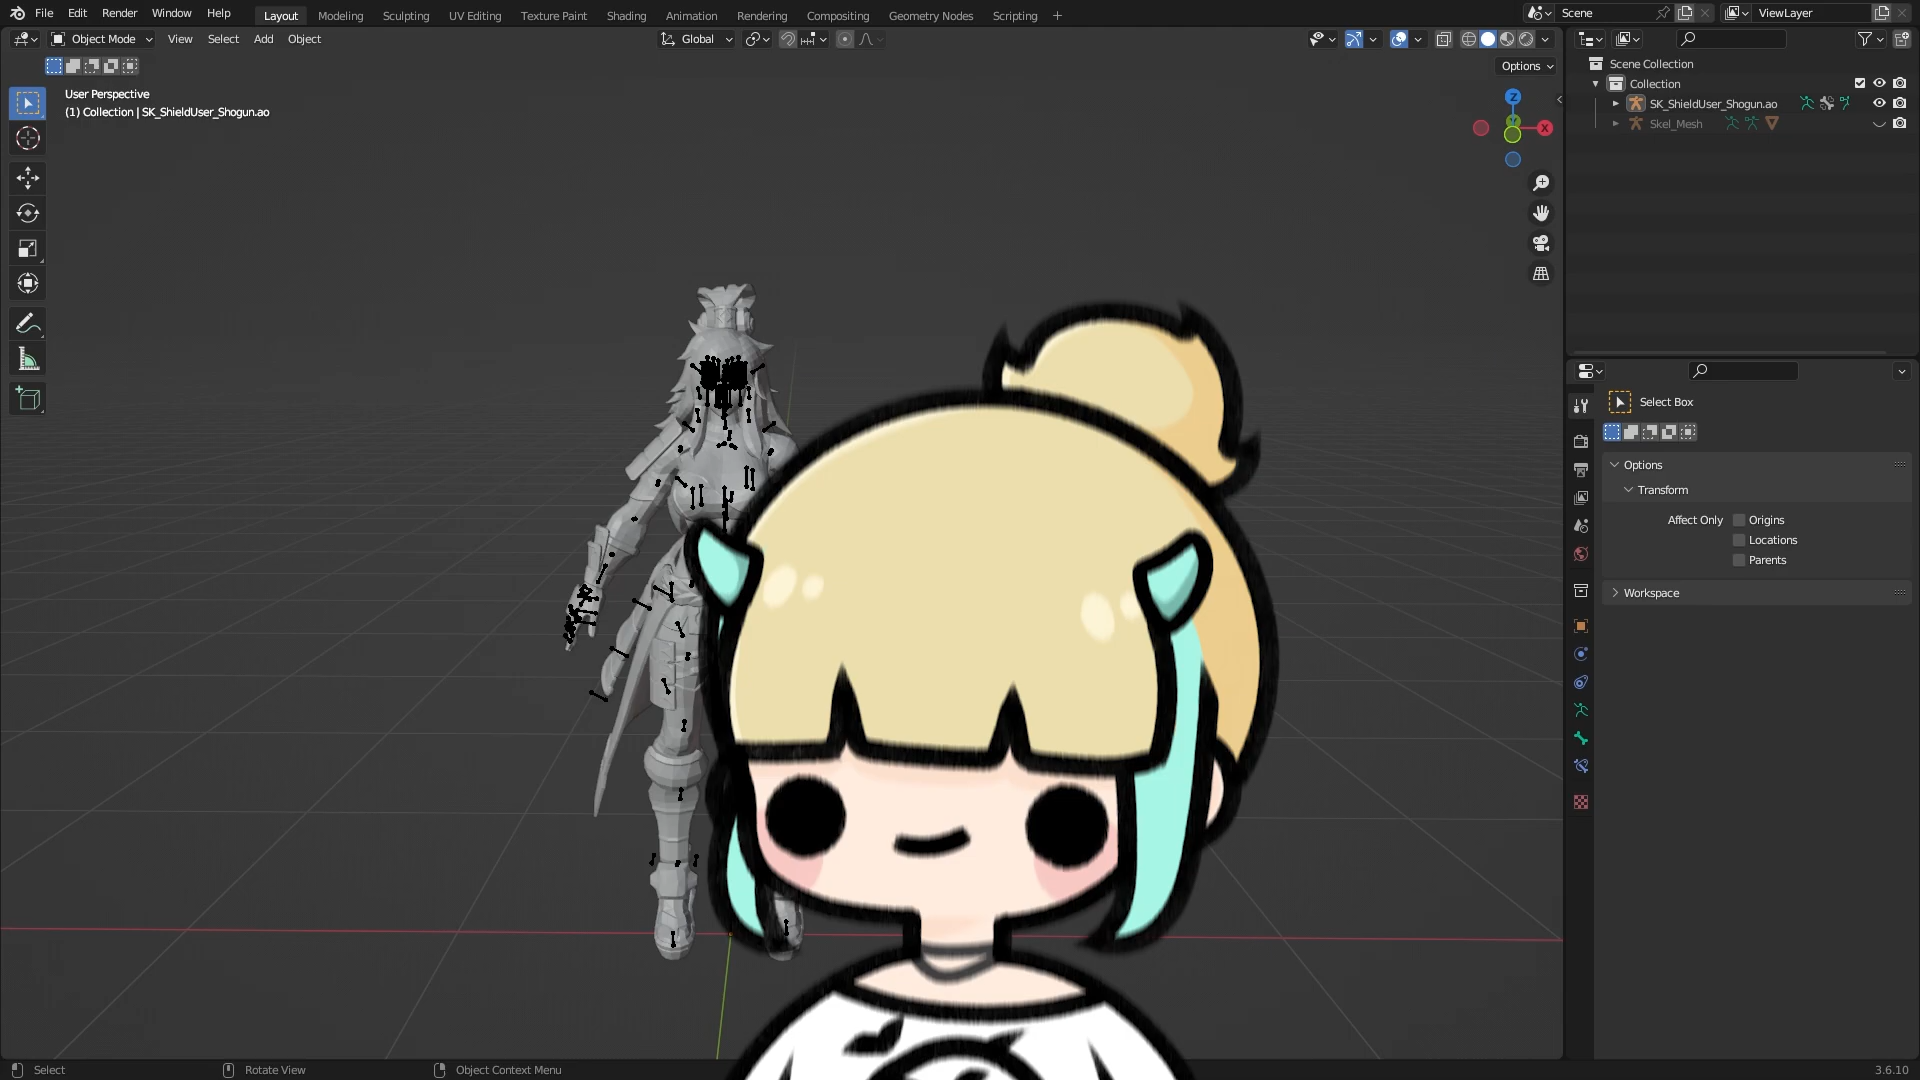 File Edit Render Window Help Layout Modeling Sculpting UV Editing Texture Paint Shading Animation Rendering Compositing Geometry Nodes Scripting Scene ViewLayer
Object Mode View Select Add Object Global
Options
User Perspective
(1) Collection | SK_ShieldUser_Shogun.ao
Z
Y
X
Scene Collection
Collection
SK_ShieldUser_Shogun.ao
Skel_Mesh
Select Box
Options
Transform
Affect Only Origins
Locations
Parents
Workspace
Select Rotate View Object Context Menu 3.6.10